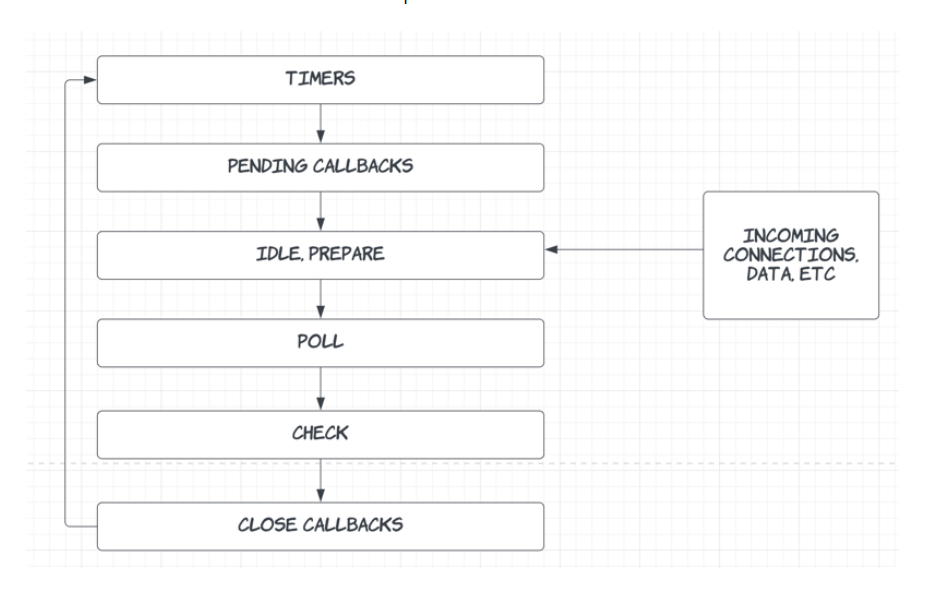 TIMERS
PENDING CALLBACKS
IDLE, PREPARE
INCOMING
CONNECTIONS,
DATA, ETC
POLL
CHECK
CLOSE CALLBACKS